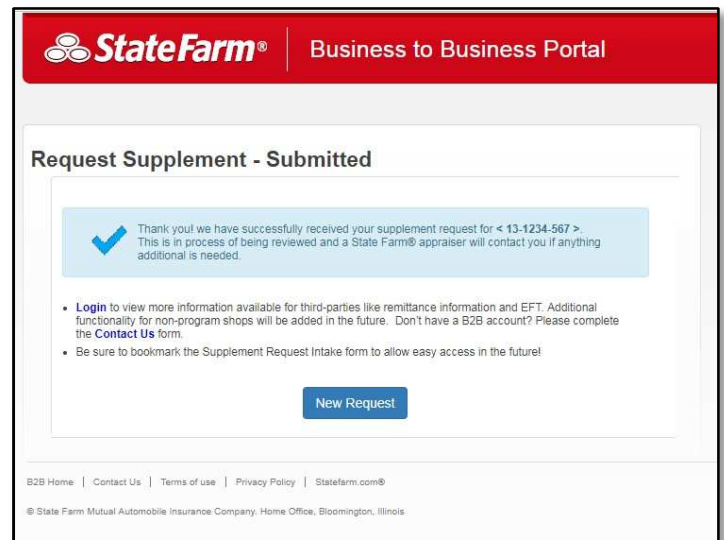 StateFarm®
Business to Business Portal
Request Supplement - Submitted
Thank you! we have successfully received your supplement request for < 13-1234-567 >.
This is in process of being reviewed and a State Farm® appraiser will contact you if anything
additional is needed.
• Login to view more information available for third-parties like remittance information and EFT. Additional
functionality for non-program shops will be added in the future. Don't have a B2B account? Please complete
the Contact Us form.
• Be sure to bookmark the Supplement Request Intake form to allow easy access in the future!
New Request
B2B Home | Contact Us | Terms of use | Privacy Policy | Statefarm.com®
© State Farm Mutual Automobile Insurance Company. Home Office, Bloomington, Illinois